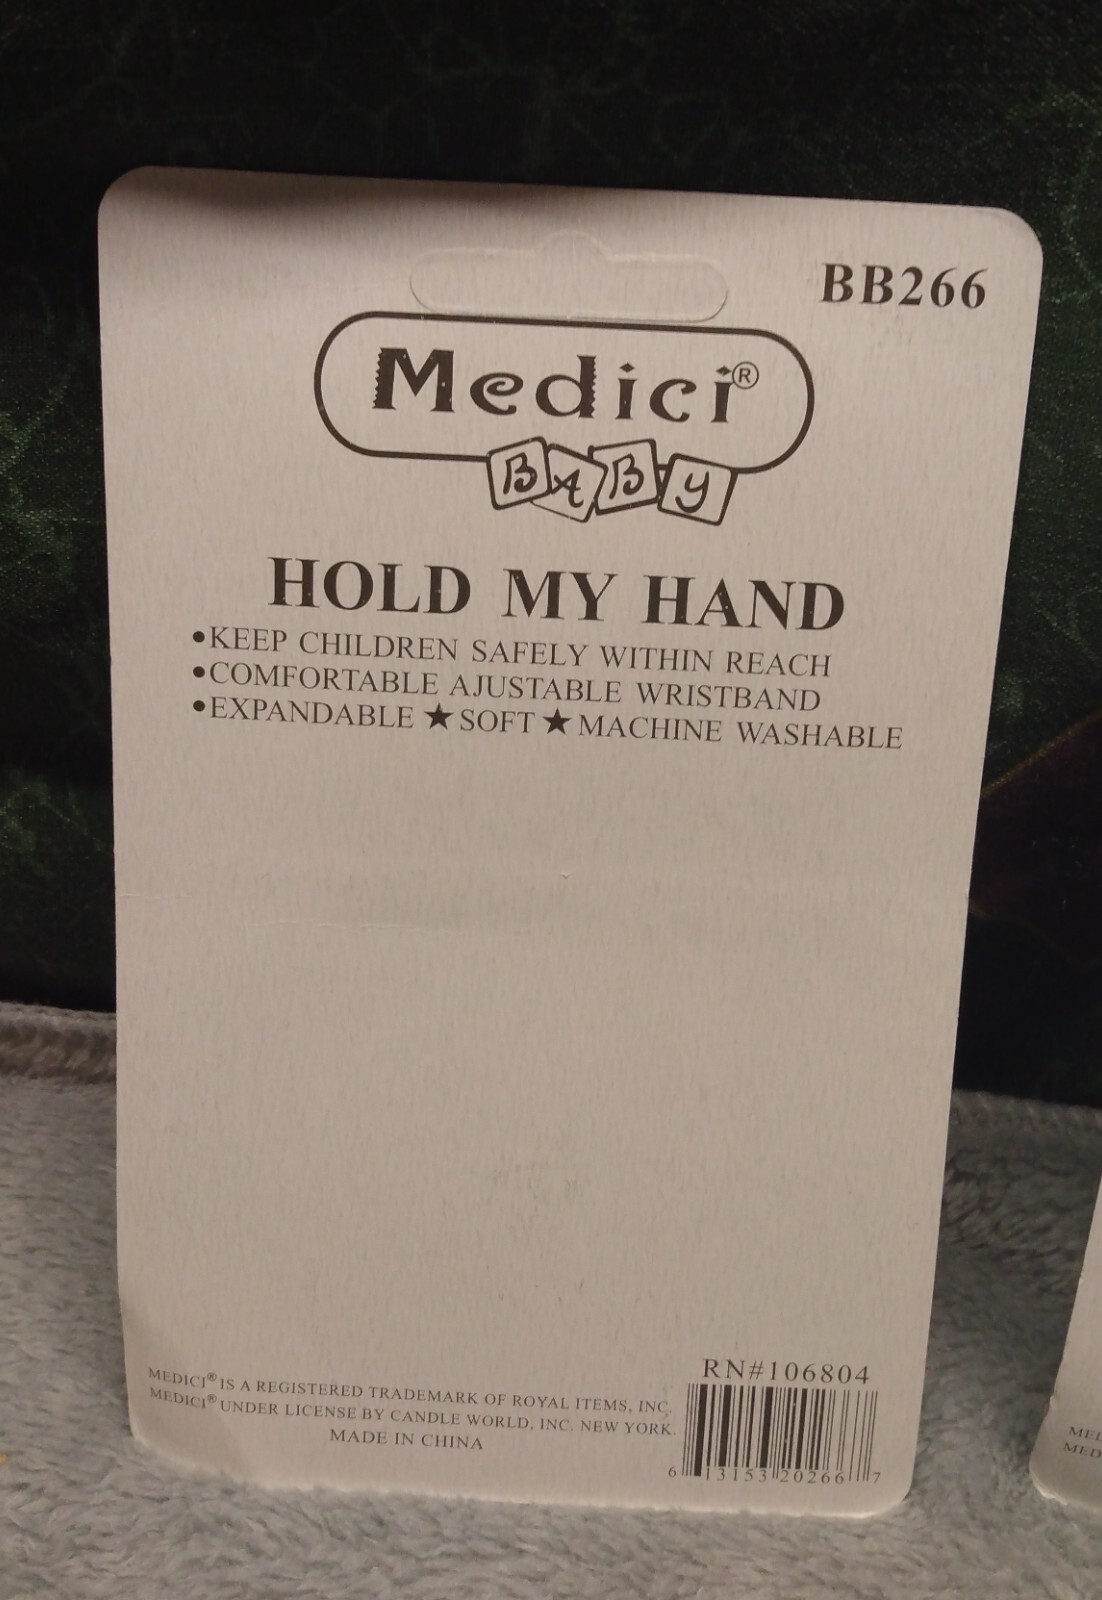 BB266
Medici®
BABY
HOLD MY HAND
•KEEP CHILDREN SAFELY WITHIN REACH
•COMFORTABLE AJUSTABLE WRISTBAND
•EXPANDABLE ★ SOFT ★ MACHINE WASHABLE
RN#106804
MEDICI® IS A REGISTERED TRADEMARK OF ROYAL ITEMS, INC.
MEDICI® UNDER LICENSE BY CANDLE WORLD, INC. NEW YORK.
MADE IN CHINA
6 13153 20266 7